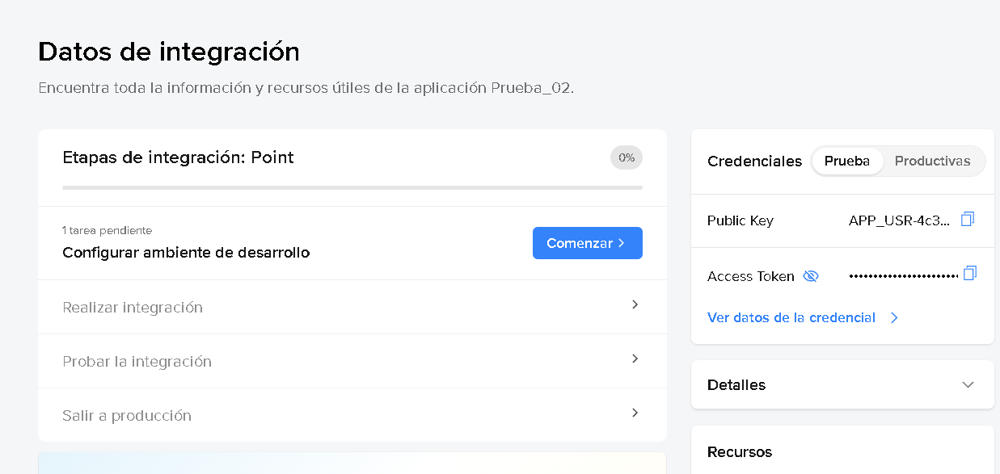 Datos de integración
Encuentra toda la información y recursos útiles de la aplicación Prueba_02.
Etapas de integración: Point
0%
1 tarea pendiente
Configurar ambiente de desarrollo
Comenzar
Realizar integración
Probar la integración
Salir a producción
Credenciales
Prueba
Productivas
Public Key
APP_USR-4c3...
Access Token
Ver datos de la credencial
Detalles
Recursos